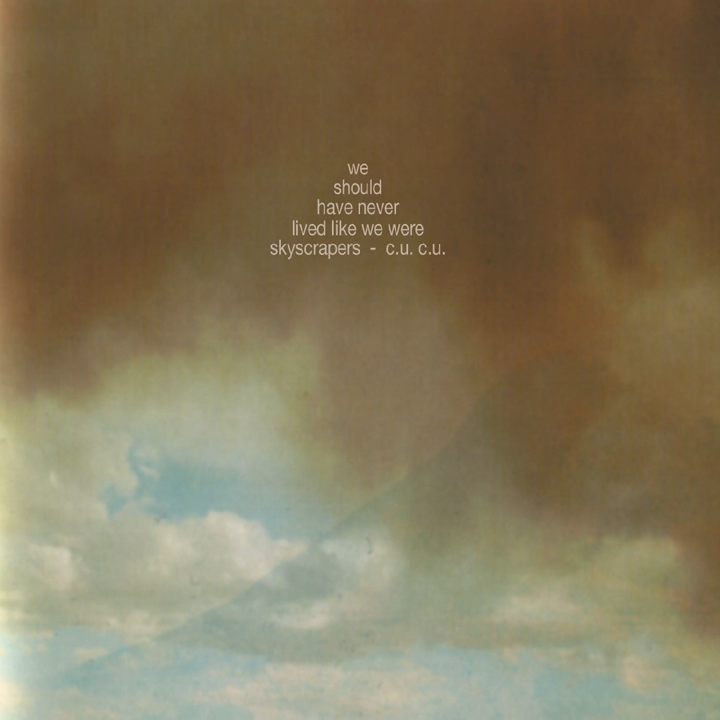 we
should
have never
lived like we were
skyscrapers - c.u. c.u.